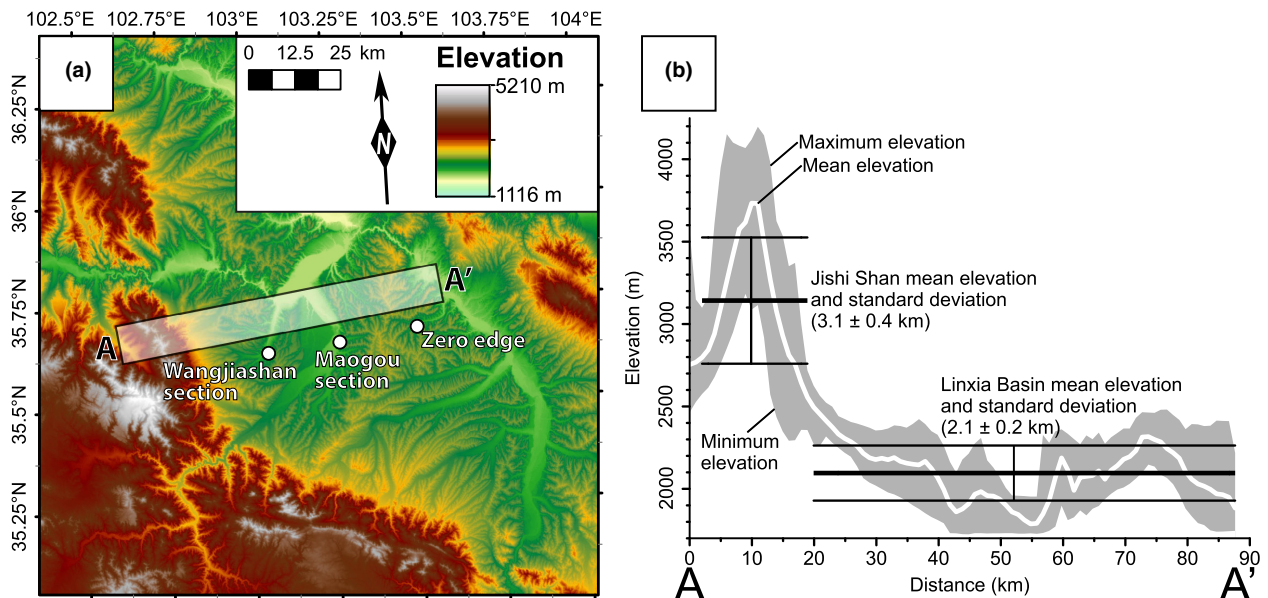 102.5°E 102.75°E 103.0°E 103.25°E 103.5°E 103.75°E 104°E
(a)
0 12.5 25 km
N
Elevation
5210 m
1116 m
36.25°N
36°N
35.75°N
35.5°N
35.25°N
A
A'
Wangjiashan
section
Maogou
section
Zero edge
(b)
Elevation (m)
4000
3500
3000
2500
2000
Maximum elevation
Mean elevation
Jishi Shan mean elevation
and standard deviation
(3.1 ± 0.4 km)
Linxia Basin mean elevation
and standard deviation
(2.1 ± 0.2 km)
Minimum
elevation
0 10 20 30 40 50 60 70 80 90
A Distance (km) A'